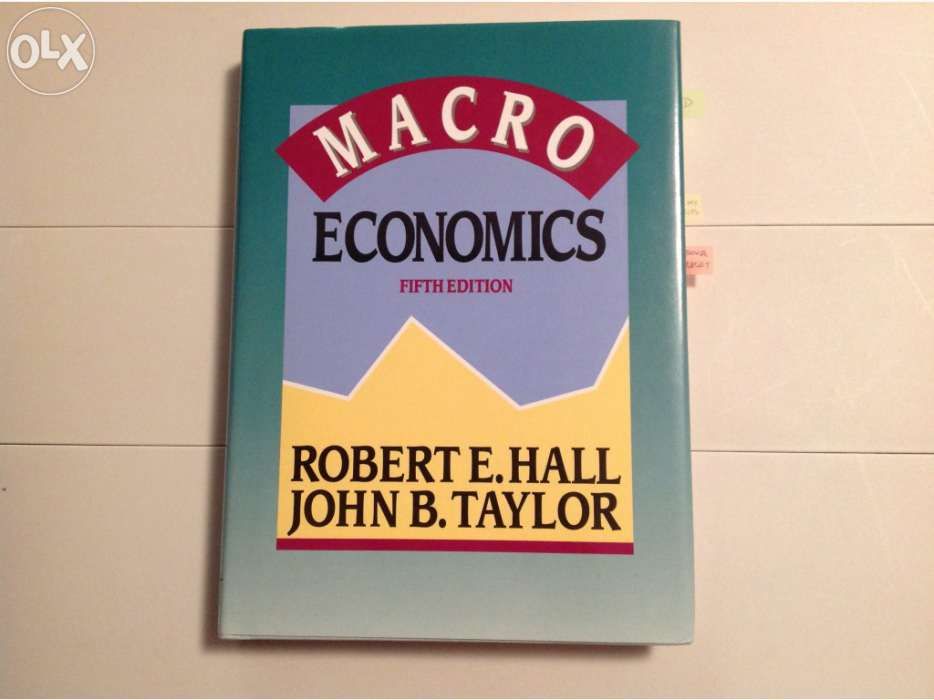 OLX
MACRO
ECONOMICS
FIFTH EDITION
ROBERT E. HALL
JOHN B. TAYLOR